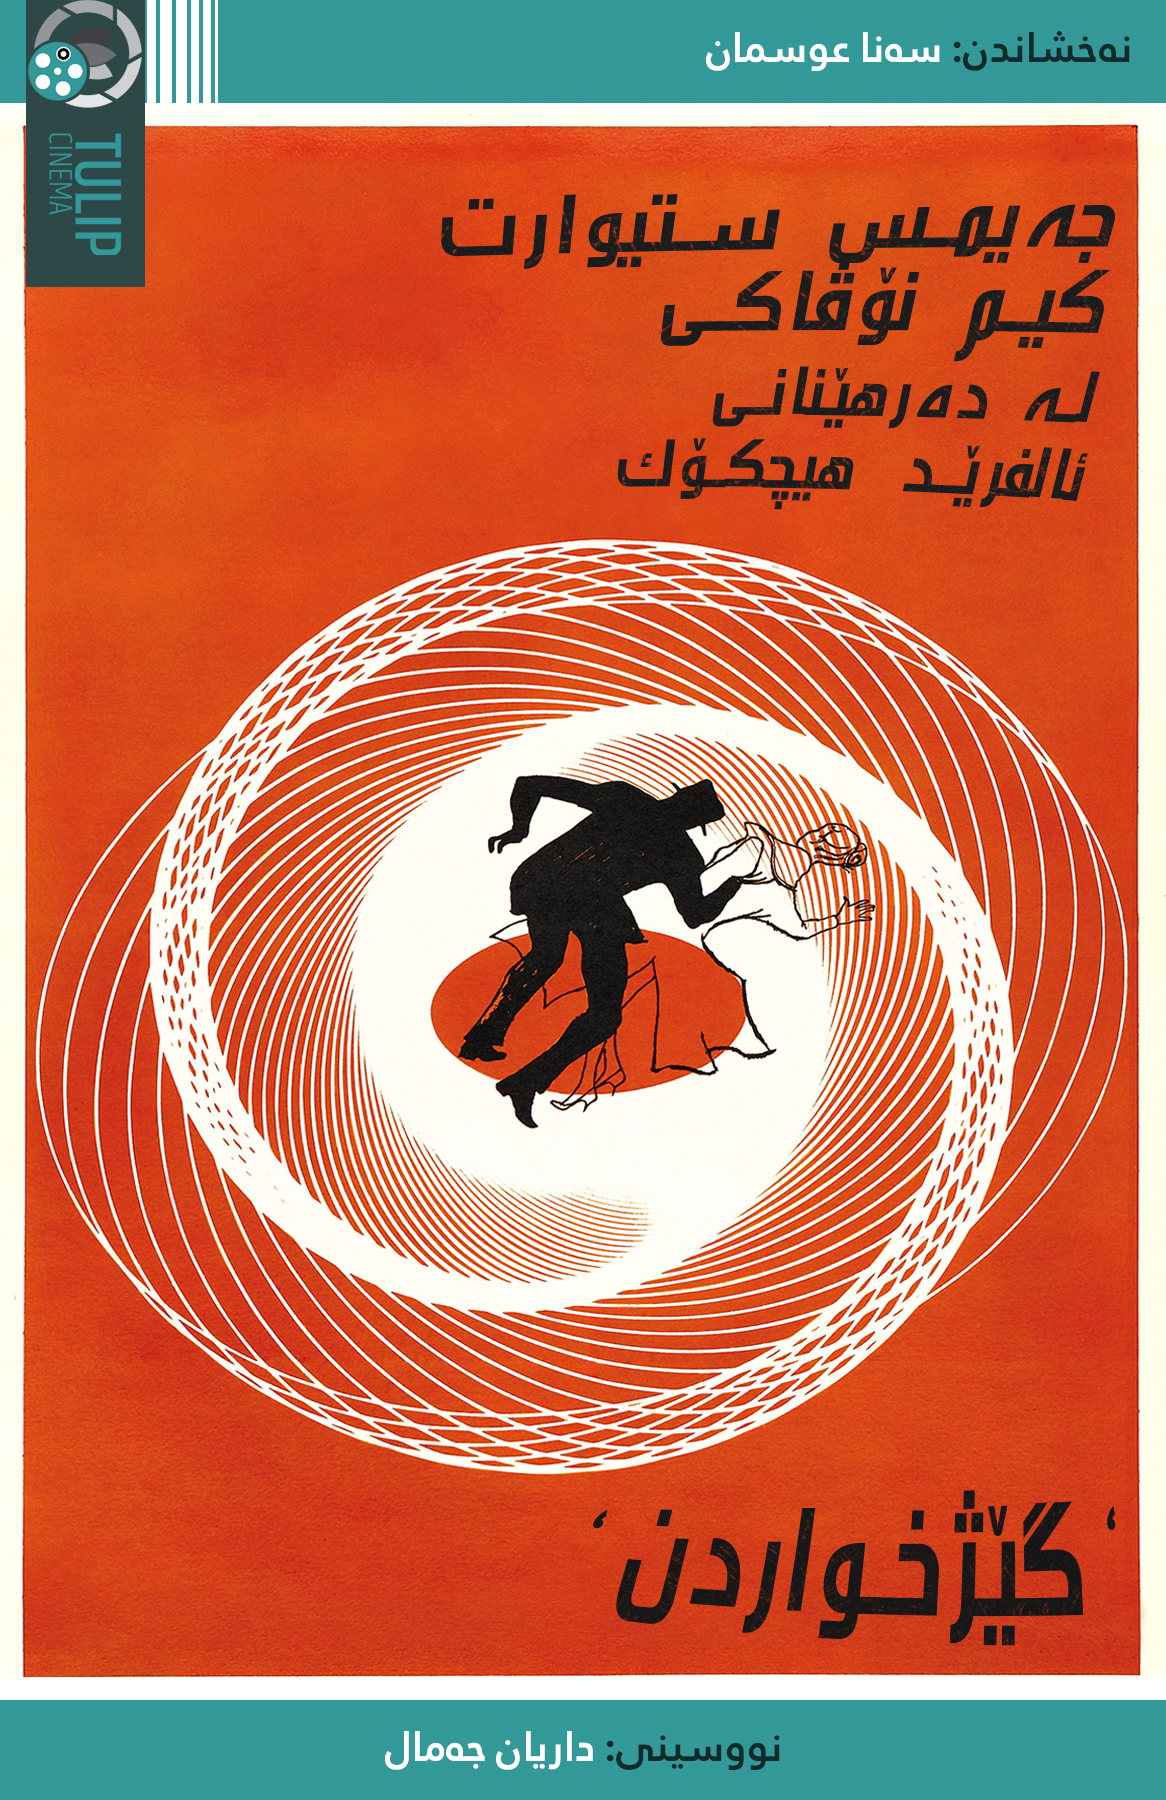 نەخشاندن: سەنا عوسمان
TULIP
CINEMA
جەیمس ستیوارت
کیم نۆڤاکی
لە دەرهێنانی
ئالفرێد هیچکۆك
‘گێژخواردن‘
نووسینی: داریان جەمال